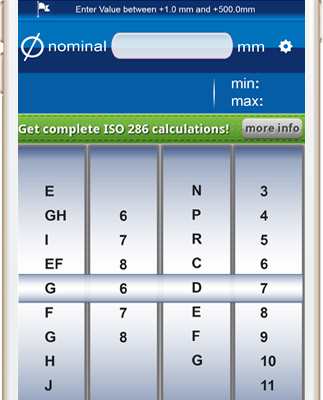 Enter Value between +1.0 mm and +500.0mm
Ø nominal mm
min:
max:
Get complete ISO 286 calculations! more info
E N 3
GH 6 P 4
I 7 R 5
EF 8 C 6
G 6 D 7
F 7 E 8
G 8 F 9
H G 10
J 11